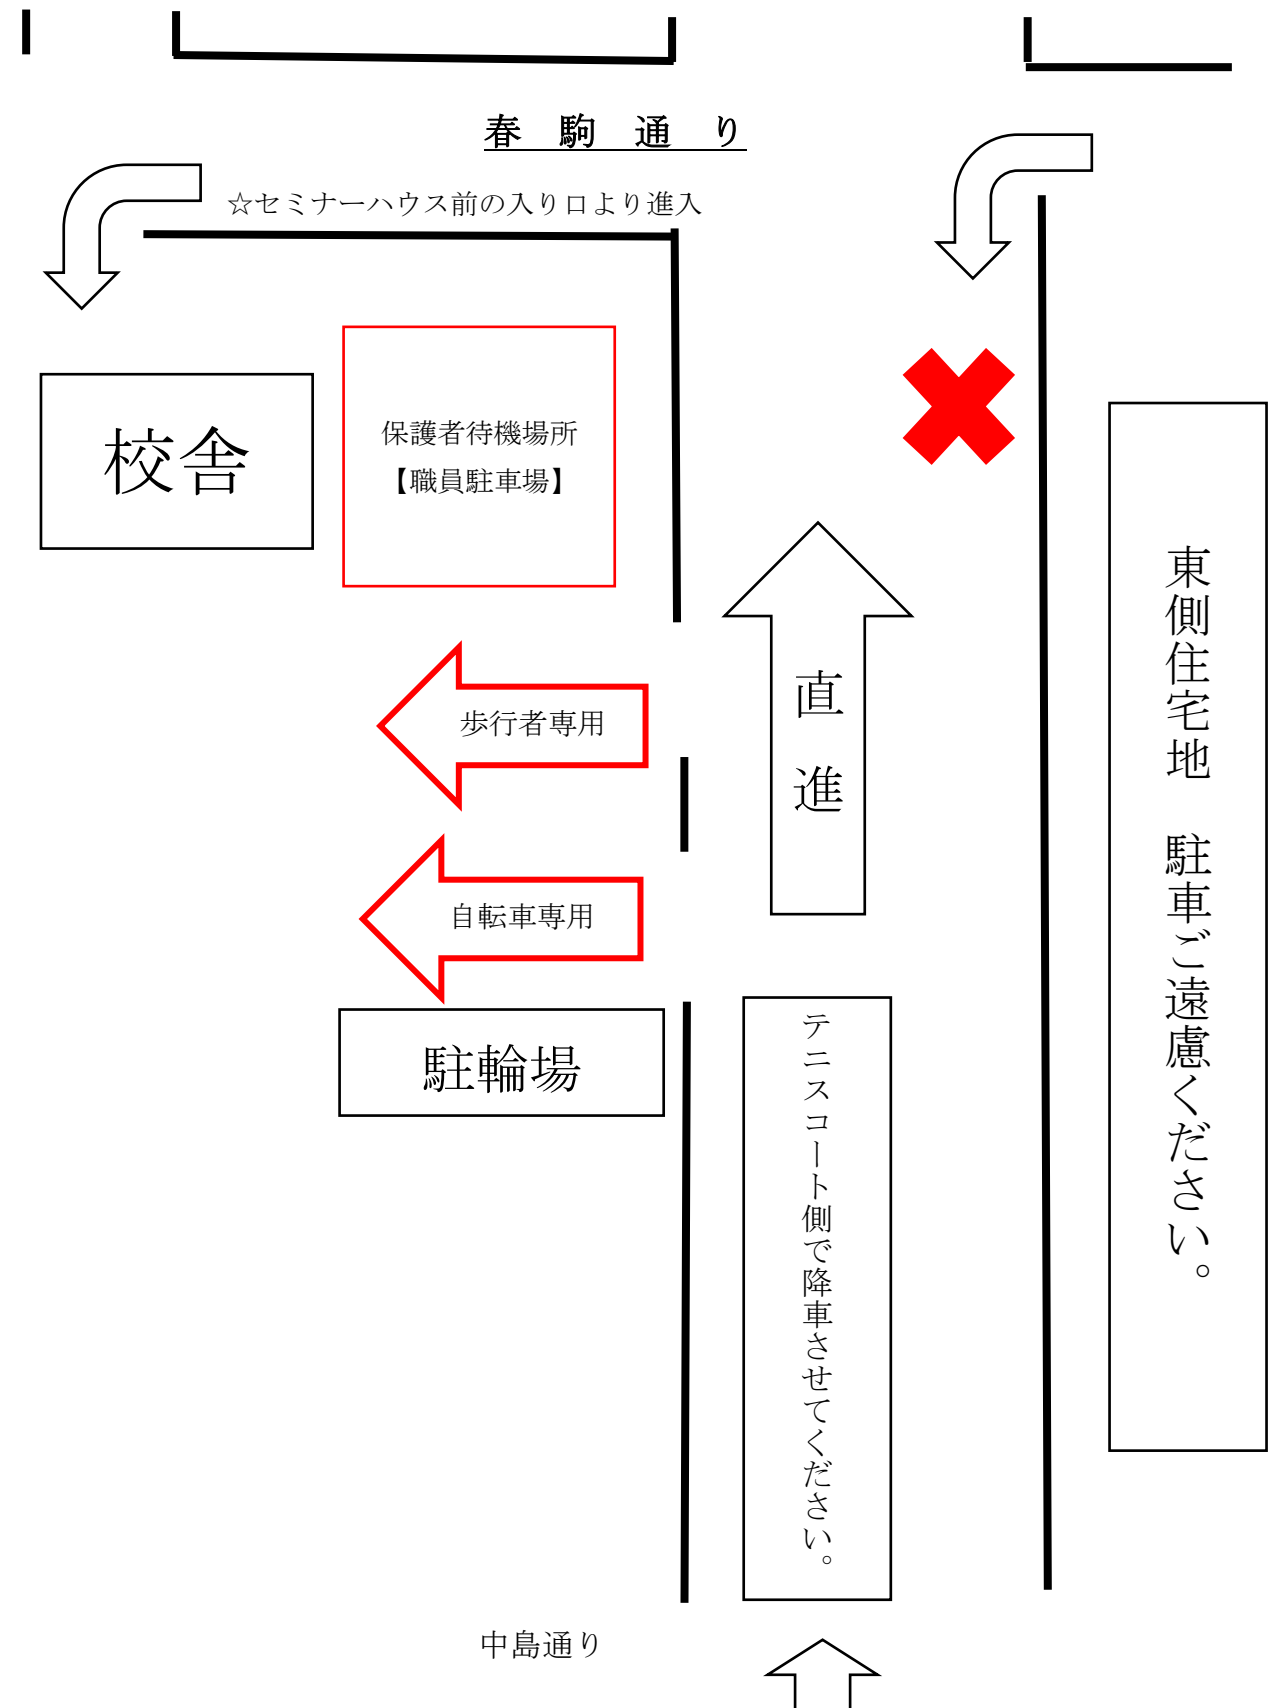 春　駒　通　り
☆セミナーハウス前の入り口より進入
校舎
保護者待機場所
【職員駐車場】
東側住宅地　駐車ご遠慮ください。
直進
歩行者専用
自転車専用
駐輪場
テニスコート側で降車させてください。
中島通り